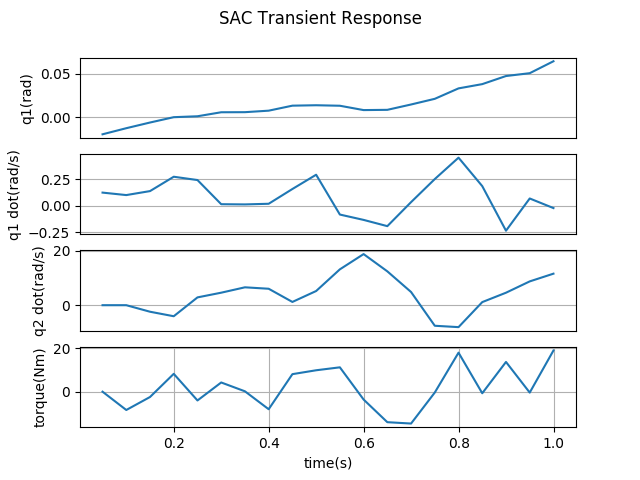 SAC Transient Response
q1(rad)
0.05
0.00
q1 dot(rad/s)
0.25
0.00
−0.25
q2 dot(rad/s)
20
0
torque(Nm)
20
0
0.2 0.4 0.6 0.8 1.0
time(s)